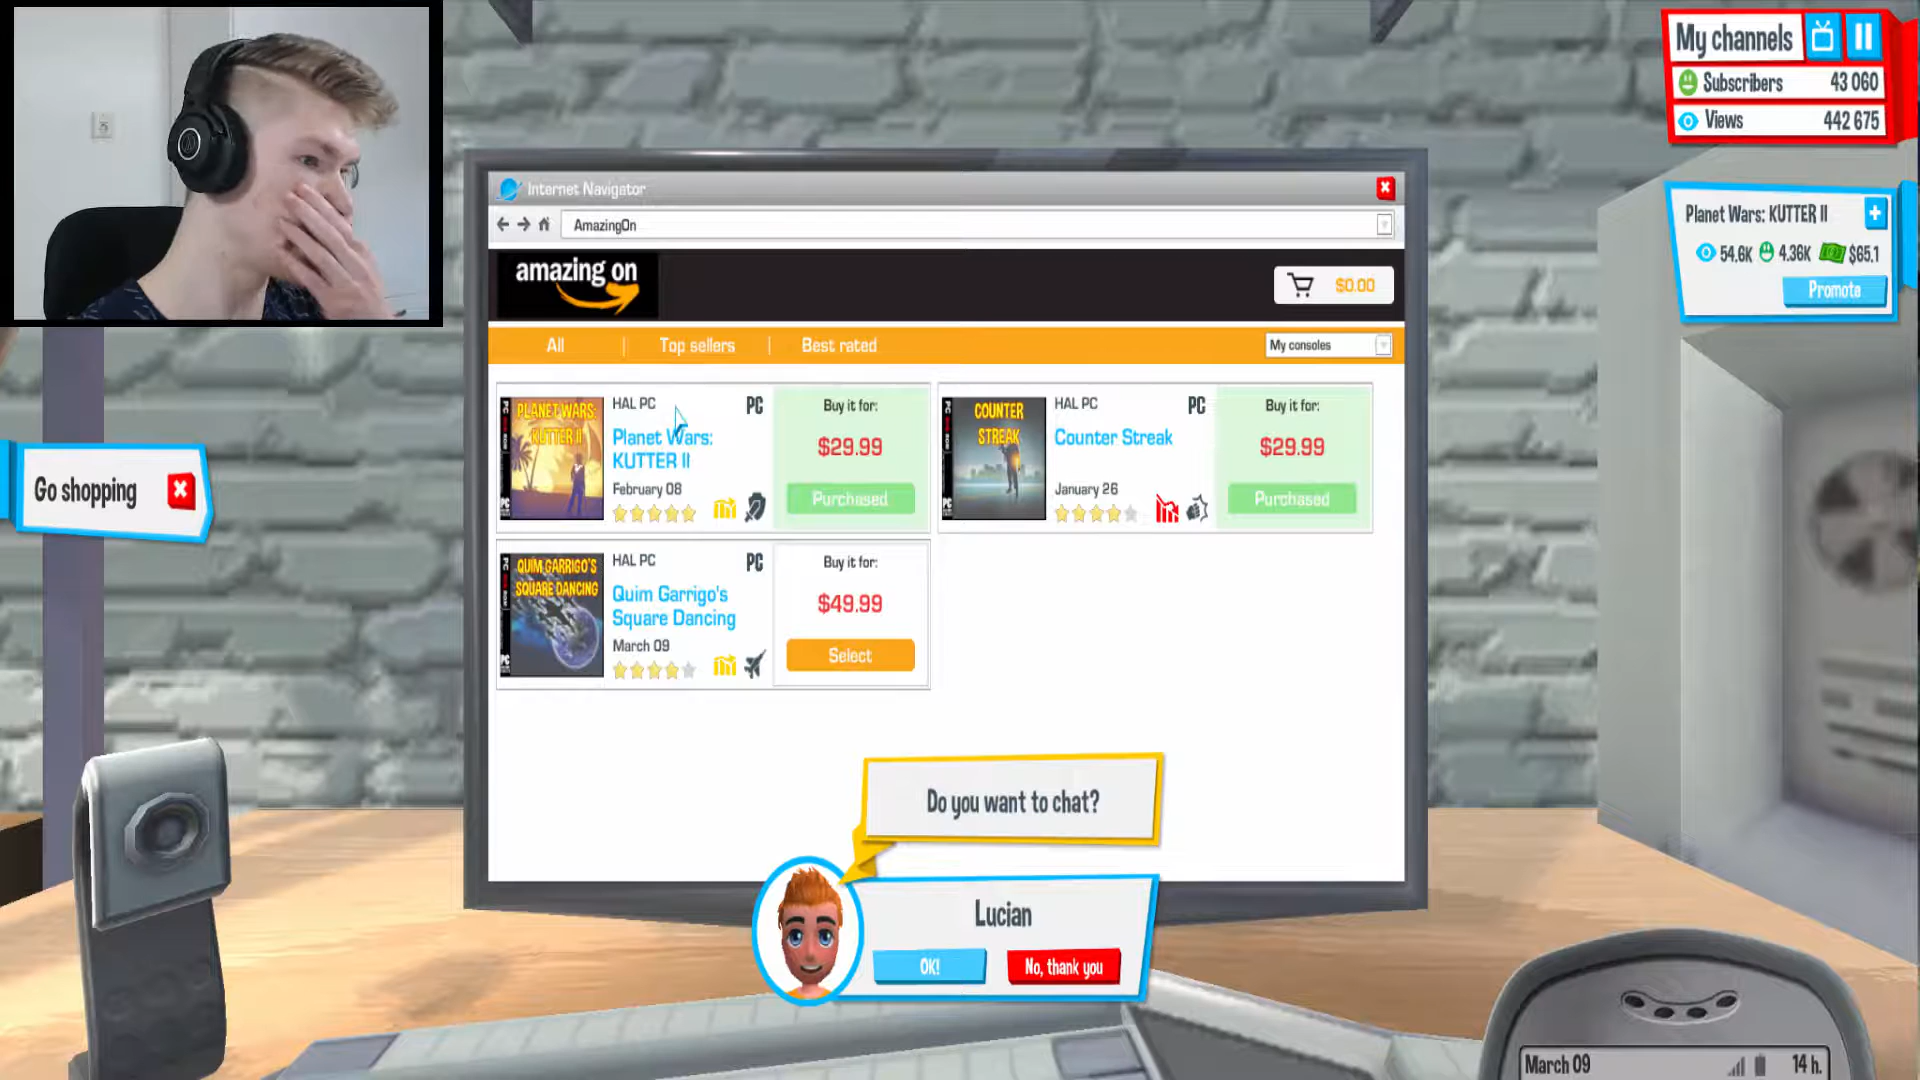 My channels
Subscribers 43 060
Views 442 675
Internet Navigator
AmazingOn
amazing on
$0.00
All | Top sellers | Best rated
My consoles
Planet Wars: KUTTER II
54.6K 4.36K $65.1
Promote
Go shopping
PLANET WARS:
KUTTER II
PC
HAL PC PC
Planet Wars:
KUTTER II
February 08
Buy it for:
$29.99
Purchased
COUNTER
STREAK
PC
HAL PC PC
Counter Streak
January 26
Buy it for:
$29.99
Purchased
QUIM GARRIGO'S
SQUARE DANCING
PC
HAL PC PC
Quim Garrigo's
Square Dancing
March 09
Buy it for:
$49.99
Select
Do you want to chat?
Lucian
OK!
No, thank you
March 09 14 h.